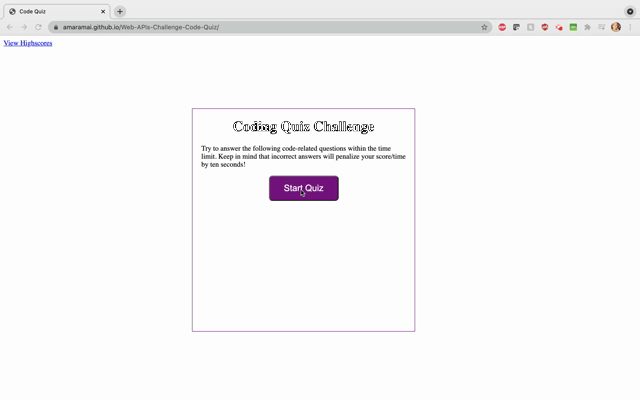 Code Quiz
amaramai.github.io/Web-APIs-Challenge-Code-Quiz/
View Highscores
Coding Quiz Challenge
Try to answer the following code-related questions within the time
limit. Keep in mind that incorrect answers will penalize your score/time
by ten seconds!
Start Quiz